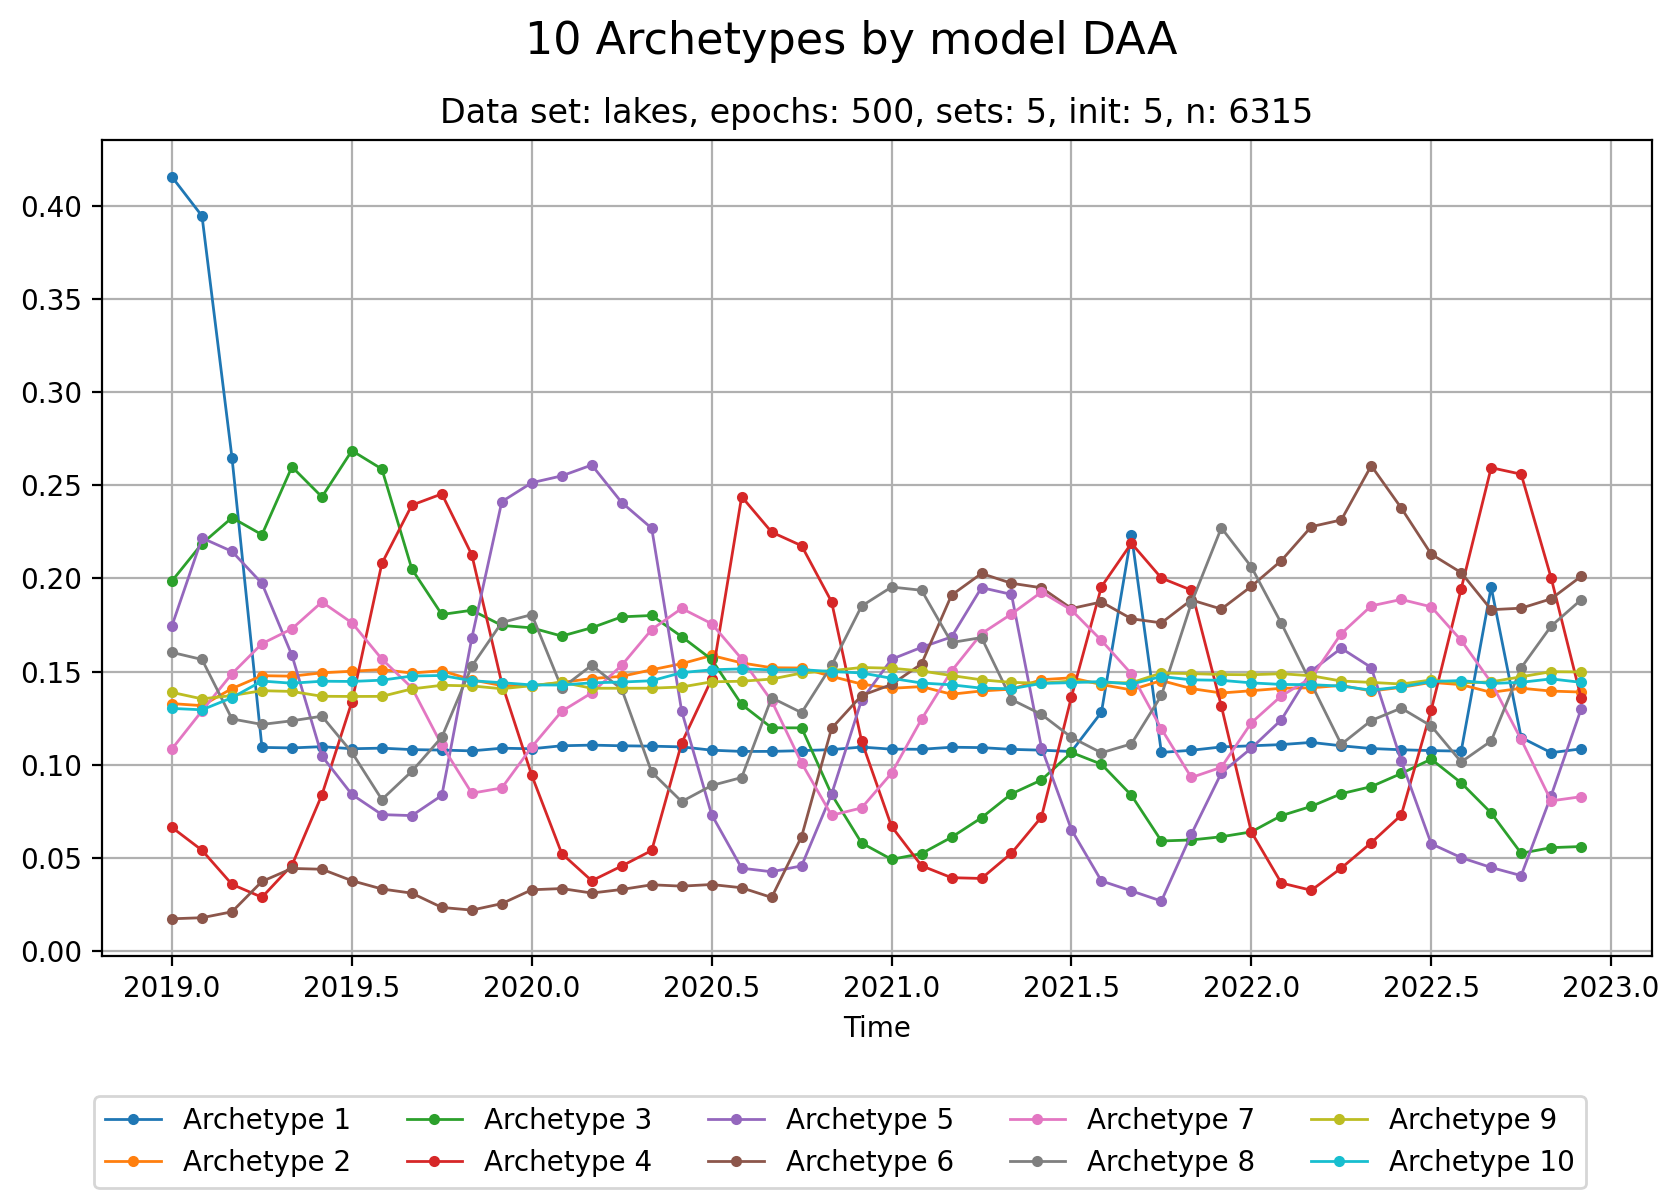 10 Archetypes by model DAA
Data set: lakes, epochs: 500, sets: 5, init: 5, n: 6315
0.40
0.35
0.30
0.25
0.20
0.15
0.10
0.05
0.00
2019.0 2019.5 2020.0 2020.5 2021.0 2021.5 2022.0 2022.5 2023.0
Time
Archetype 1 Archetype 3 Archetype 5 Archetype 7 Archetype 9
Archetype 2 Archetype 4 Archetype 6 Archetype 8 Archetype 10